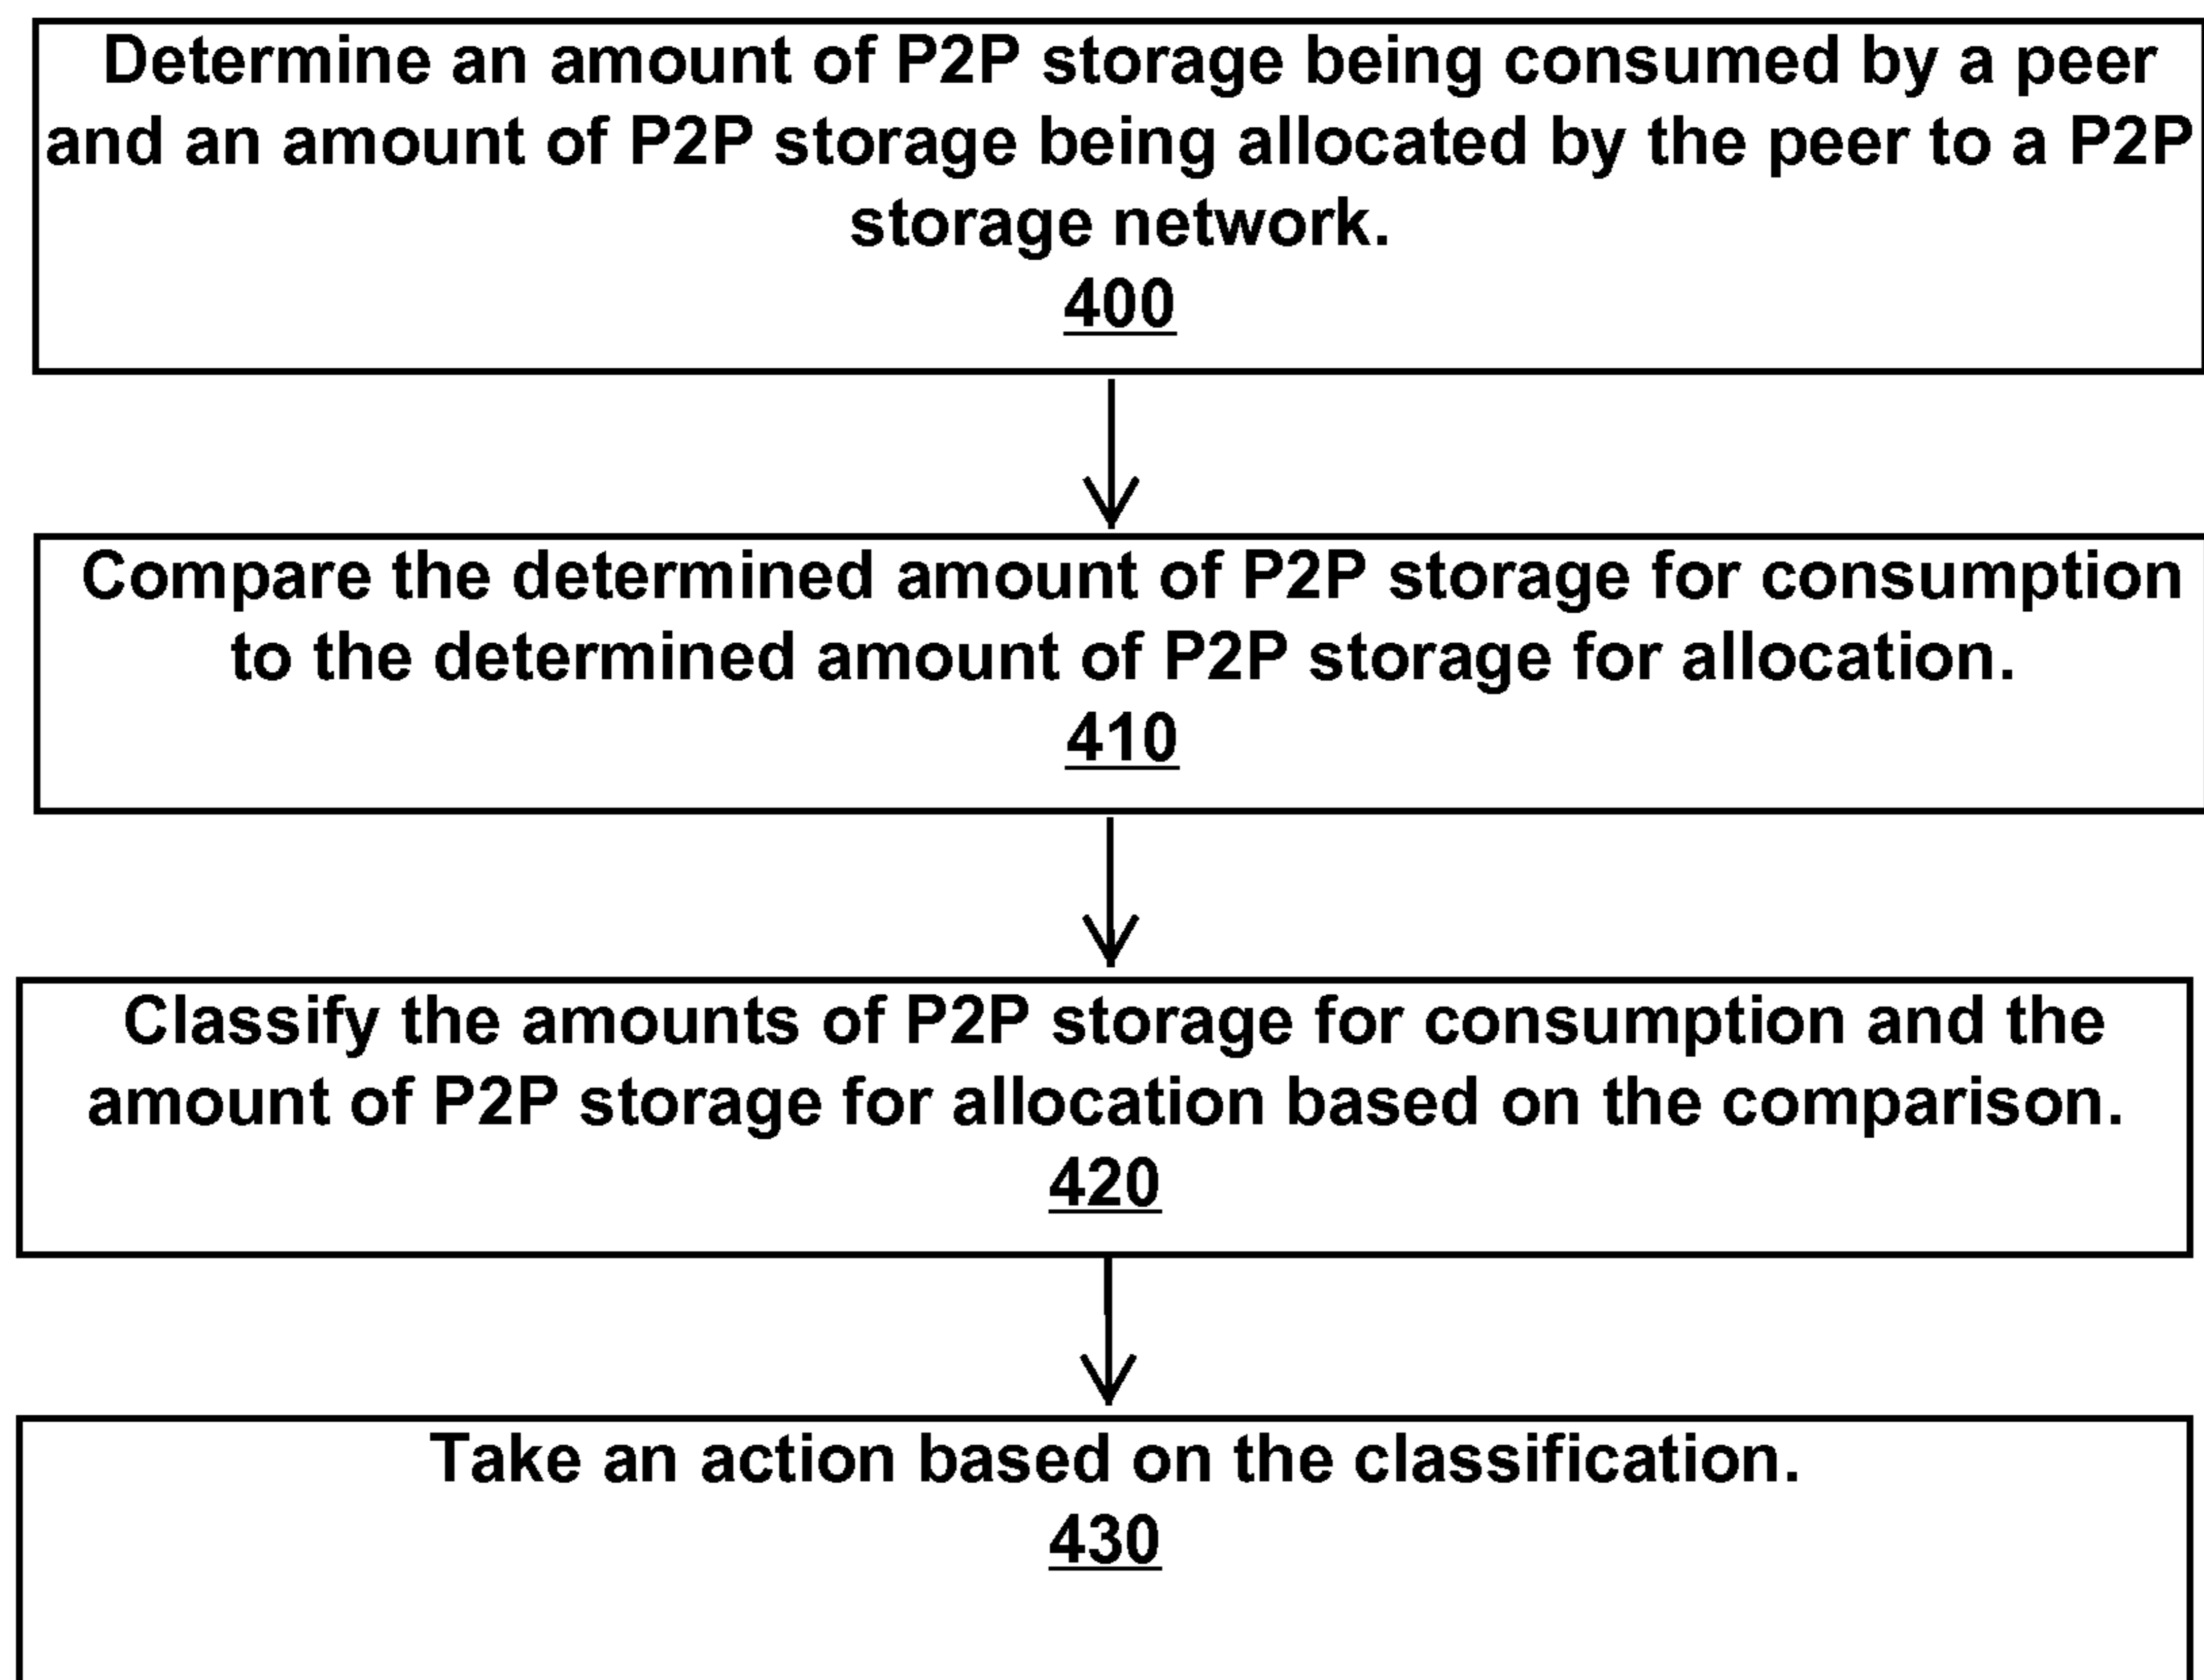 Determine an amount of P2P storage being consumed by a peer
and an amount of P2P storage being allocated by the peer to a P2P
storage network.
400
Compare the determined amount of P2P storage for consumption
to the determined amount of P2P storage for allocation.
410
Classify the amounts of P2P storage for consumption and the
amount of P2P storage for allocation based on the comparison.
420
Take an action based on the classification.
430